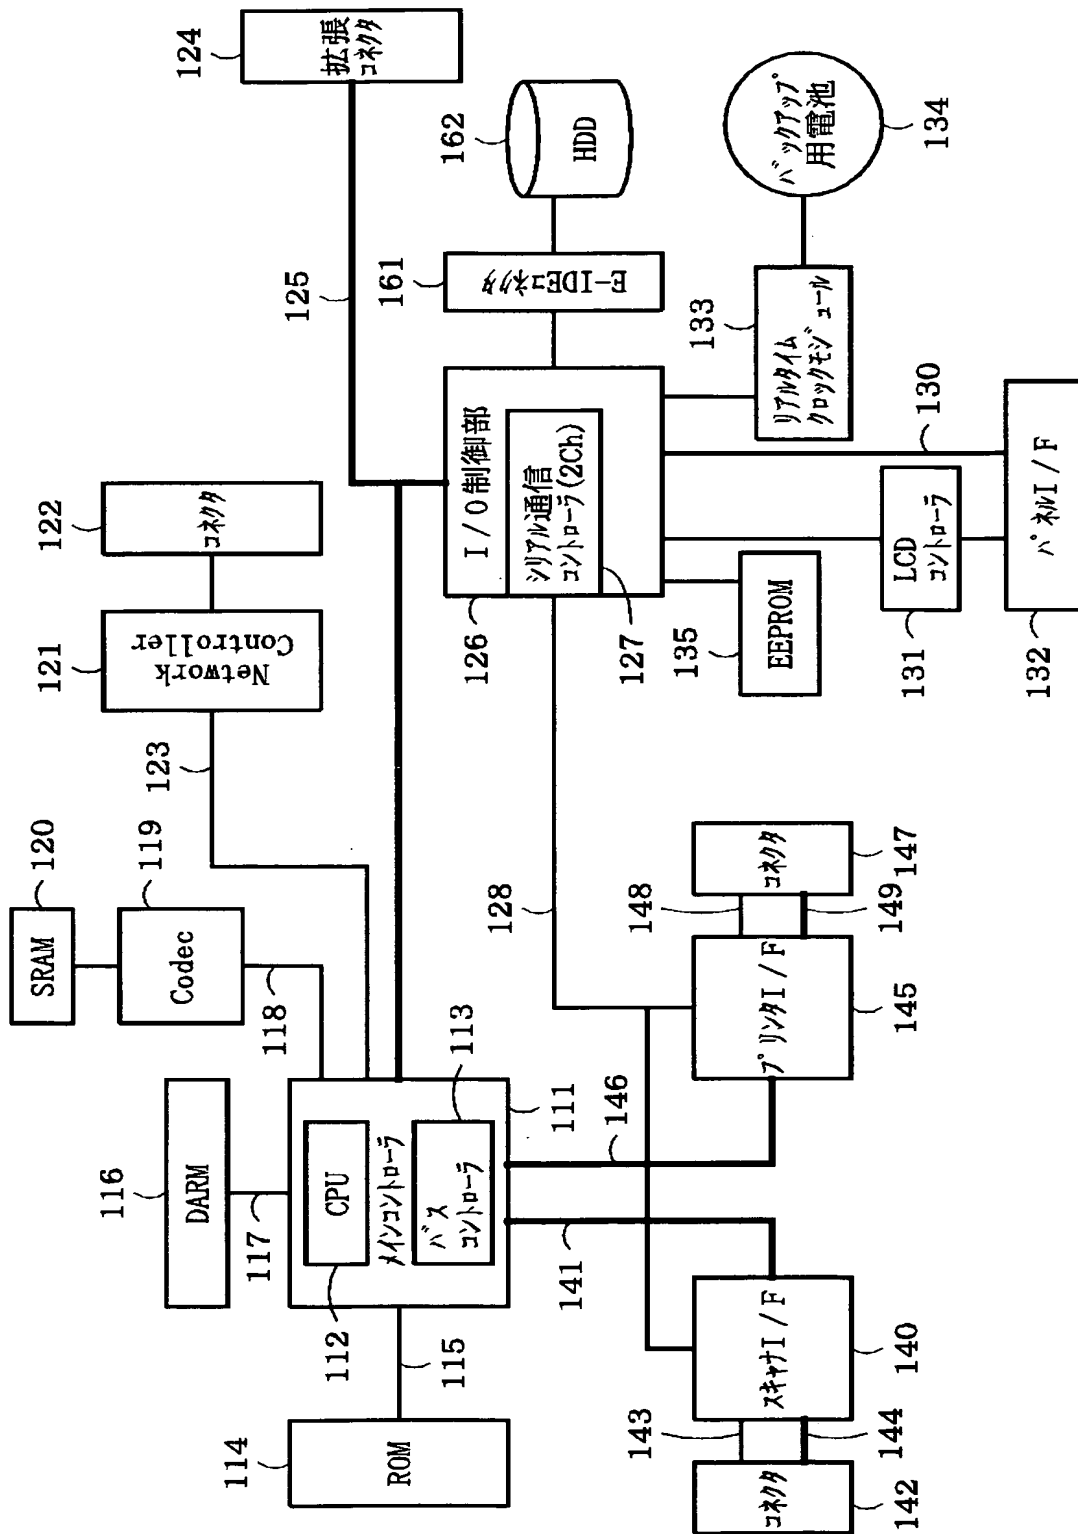 120
SRAM
119
Codec
118
116
DARM
117
111
CPU
112
メインコントローラ
バス
コントローラ
113
114
ROM
115
121
Network
Controller
122
コネクタ
123
124
拡張
コネクタ
125
126
I/O制御部
シリアル通信
コントローラ(2Ch)
127
128
161
E-IDEコネクタ
162
HDD
133
リアルタイム
クロックモジュール
134
バックアップ
用電池
135
EEPROM
131
LCD
コントローラ
130
132
パネルI/F
141
146
140
スキャナI/F
143
144
142
コネクタ
145
プリンタI/F
148
149
147
コネクタ